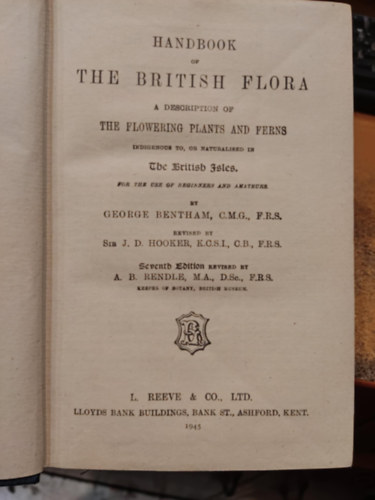 HANDBOOK
OF
THE BRITISH FLORA
A DESCRIPTION OF
THE FLOWERING PLANTS AND FERNS
INDIGENOUS TO, OR NATURALISED IN
The British Isles.
FOR THE USE OF BEGINNERS AND AMATEURS
BY
GEORGE BENTHAM, C.M.G., F.R.S.
REVISED BY
SIR J. D. HOOKER, K.C.S.I., C.B., F.R.S.
Seventh Edition REVISED BY
A. B. RENDLE, M.A., D.Sc., F.R.S.
KEEPER OF BOTANY, BRITISH MUSEUM.
R
L. REEVE & CO., LTD.
LLOYDS BANK BUILDINGS, BANK ST., ASHFORD, KENT.
1945